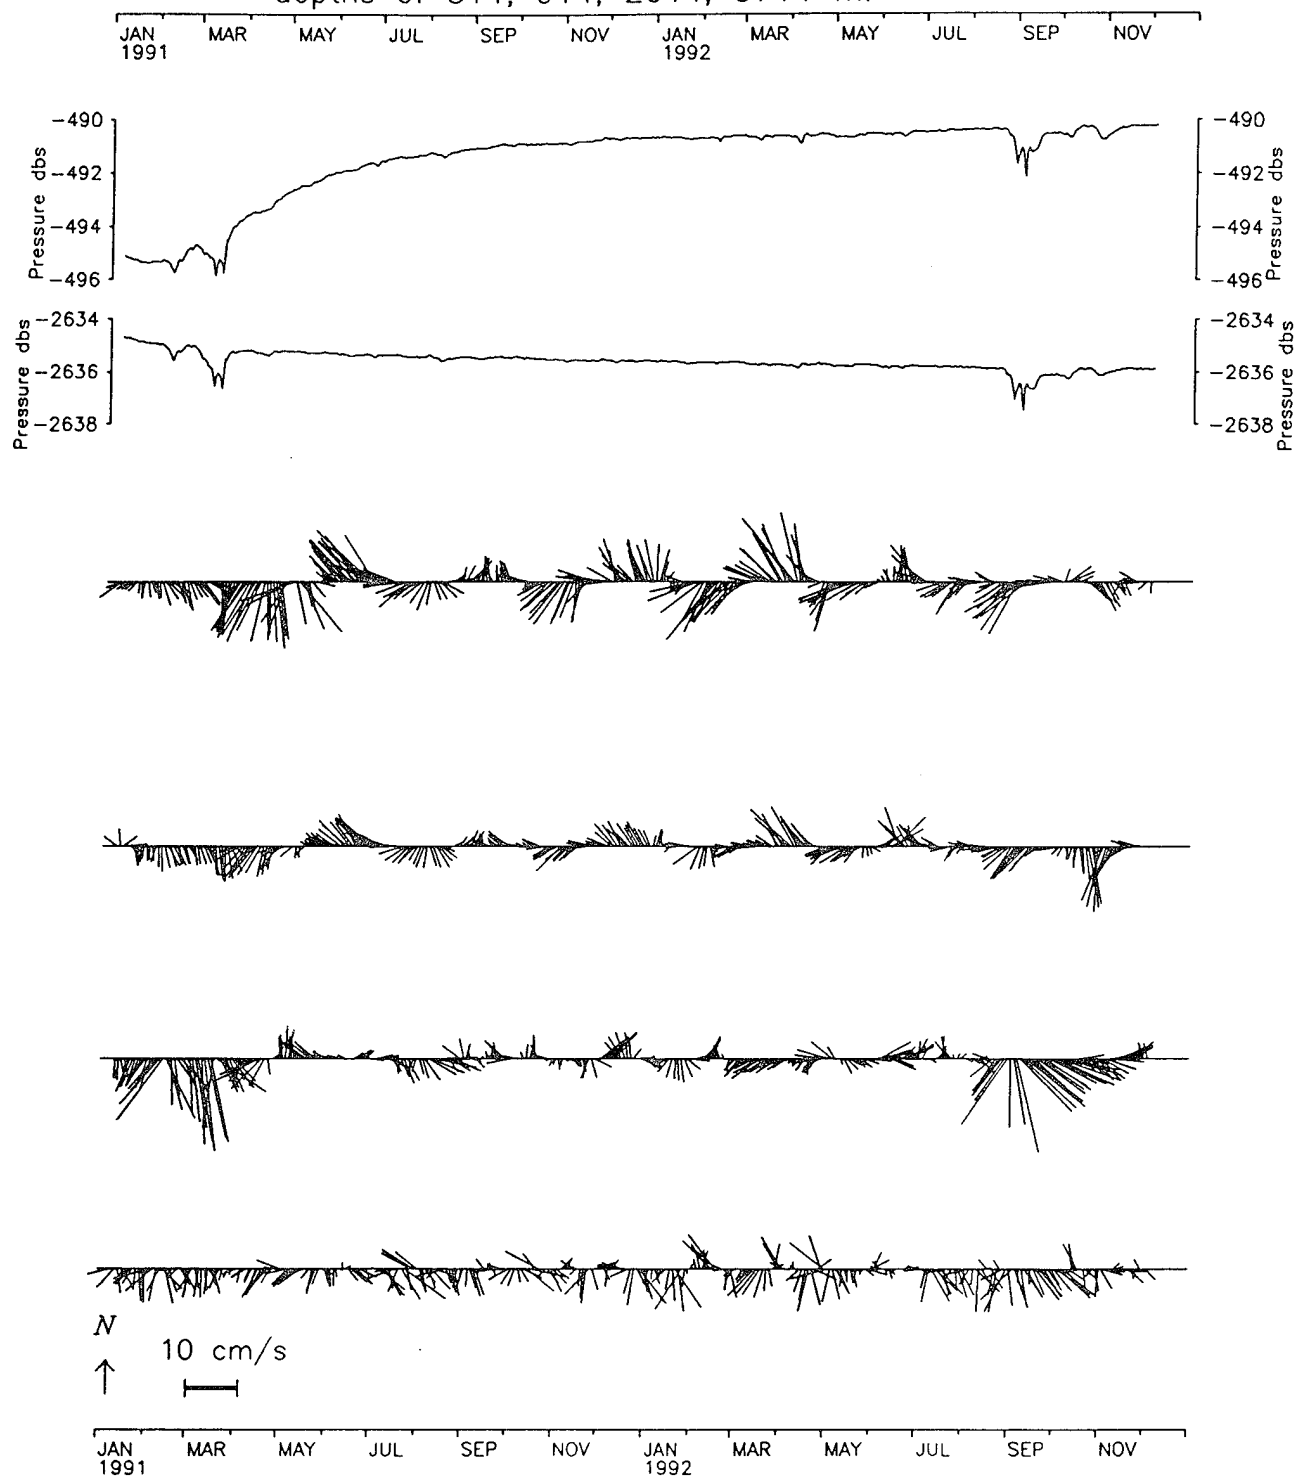 JAN MAR MAY JUL SEP NOV JAN MAR MAY JUL SEP NOV
1991 1992
-490 -490
-492 -492
-494 -494
-496 -496
Pressure dbs Pressure dbs
-2634 -2634
-2636 -2636
-2638 -2638
Pressure dbs Pressure dbs
N
10 cm/s
JAN MAR MAY JUL SEP NOV JAN MAR MAY JUL SEP NOV
1991 1992